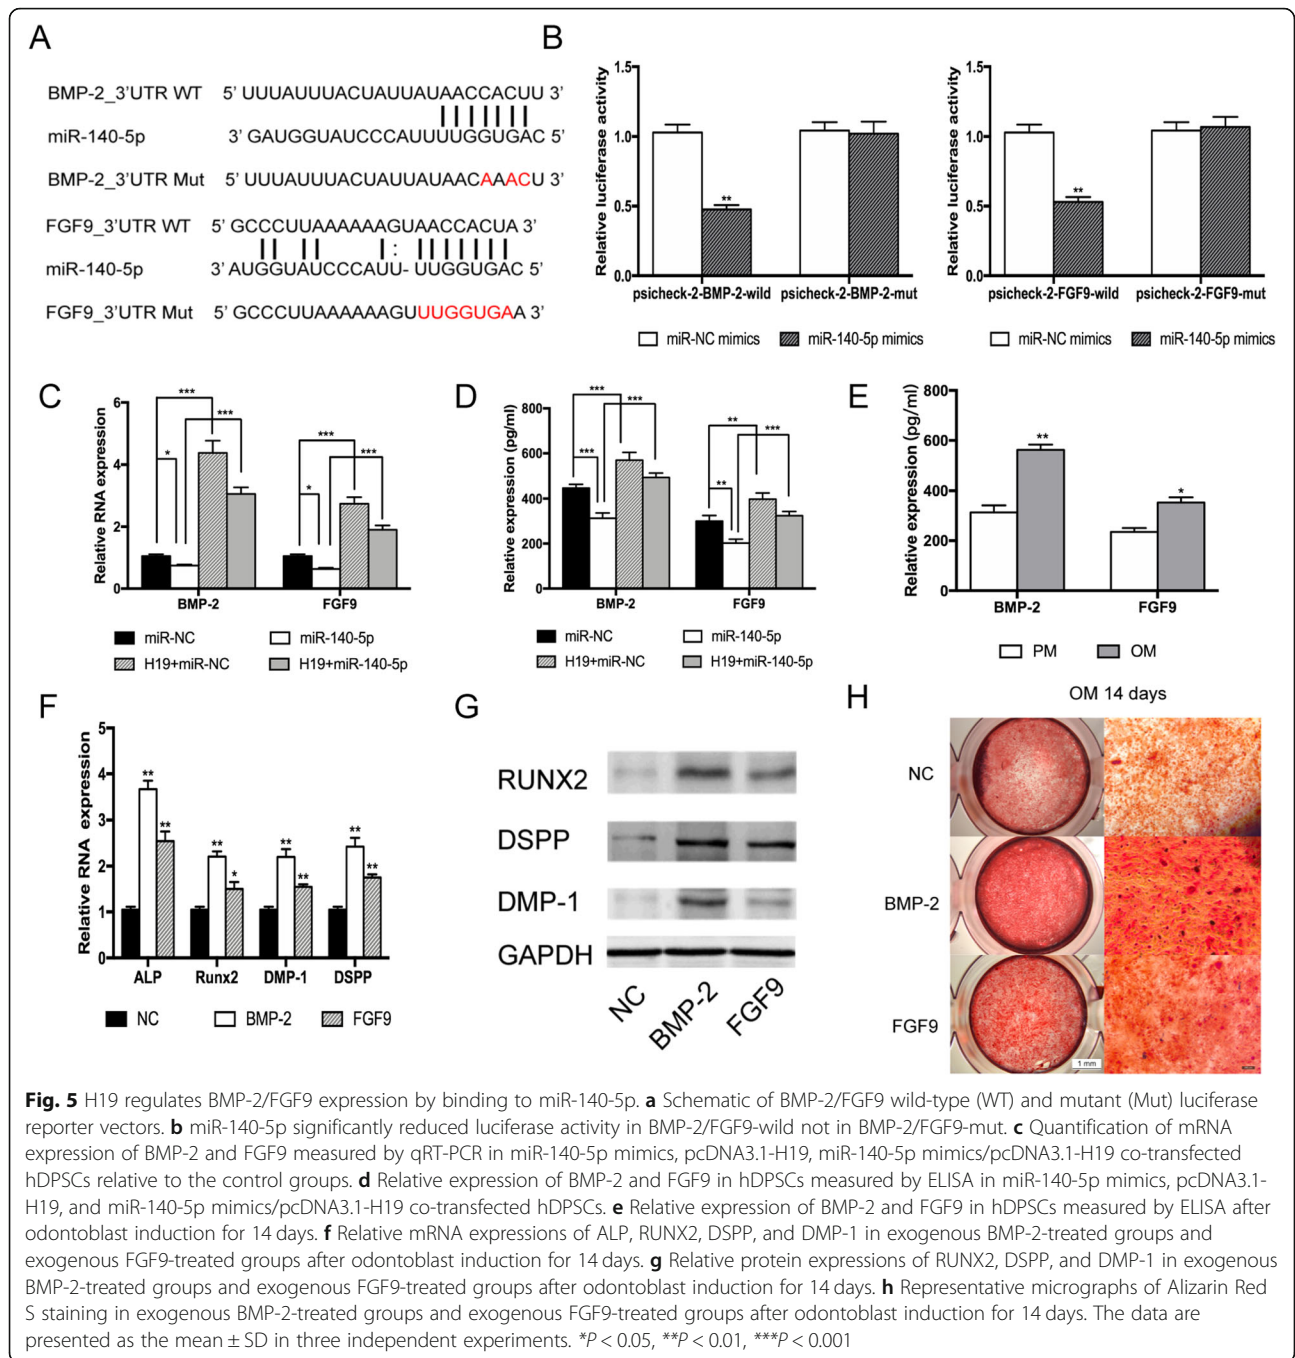 A
BMP-2_3'UTR WT 5' UUUAUUUACUAUUAUAACCACUU 3'
miR-140-5p 3' GAUGGUAUCCCAUUUUGGUGAC 5'
BMP-2_3'UTR Mut 5' UUUAUUUACUAUUAUAACAAACU 3'
FGF9_3'UTR WT 5' GCCCUUAAAAAAGUAACCACUA 3'
miR-140-5p 3' AUGGUAUCCCAUU- UUGGUGAC 5'
FGF9_3'UTR Mut 5' GCCCUUAAAAAAGUUUGGUGAA 3'
B
Relative luciferase activity
1.5
1.0
0.5
0.0
**
psicheck-2-BMP-2-wild psicheck-2-BMP-2-mut
miR-NC mimics miR-140-5p mimics
Relative luciferase activity
1.5
1.0
0.5
0.0
**
psicheck-2-FGF9-wild psicheck-2-FGF9-mut
miR-NC mimics miR-140-5p mimics
C
Relative RNA expression
6
4
2
0
***
***
*
***
***
*
BMP-2 FGF9
miR-NC miR-140-5p
H19+miR-NC H19+miR-140-5p
D
Relative expression (pg/ml)
800
600
400
200
0
***
***
***
**
***
**
BMP-2 FGF9
miR-NC miR-140-5p
H19+miR-NC H19+miR-140-5p
E
Relative expression (pg/ml)
800
600
400
200
0
**
*
BMP-2 FGF9
PM OM
F
Relative RNA expression
5
4
3
2
1
0
**
**
**
*
**
**
**
**
ALP Runx2 DMP-1 DSPP
NC BMP-2 FGF9
G
RUNX2
DSPP
DMP-1
GAPDH
NC BMP-2 FGF9
H
OM 14 days
NC
BMP-2
FGF9
1 mm
Fig. 5 H19 regulates BMP-2/FGF9 expression by binding to miR-140-5p. a Schematic of BMP-2/FGF9 wild-type (WT) and mutant (Mut) luciferase
reporter vectors. b miR-140-5p significantly reduced luciferase activity in BMP-2/FGF9-wild not in BMP-2/FGF9-mut. c Quantification of mRNA
expression of BMP-2 and FGF9 measured by qRT-PCR in miR-140-5p mimics, pcDNA3.1-H19, miR-140-5p mimics/pcDNA3.1-H19 co-transfected
hDPSCs relative to the control groups. d Relative expression of BMP-2 and FGF9 in hDPSCs measured by ELISA in miR-140-5p mimics, pcDNA3.1-
H19, and miR-140-5p mimics/pcDNA3.1-H19 co-transfected hDPSCs. e Relative expression of BMP-2 and FGF9 in hDPSCs measured by ELISA after
odontoblast induction for 14 days. f Relative mRNA expressions of ALP, RUNX2, DSPP, and DMP-1 in exogenous BMP-2-treated groups and
exogenous FGF9-treated groups after odontoblast induction for 14 days. g Relative protein expressions of RUNX2, DSPP, and DMP-1 in exogenous
BMP-2-treated groups and exogenous FGF9-treated groups after odontoblast induction for 14 days. h Representative micrographs of Alizarin Red
S staining in exogenous BMP-2-treated groups and exogenous FGF9-treated groups after odontoblast induction for 14 days. The data are
presented as the mean ± SD in three independent experiments. *P < 0.05, **P < 0.01, ***P < 0.001